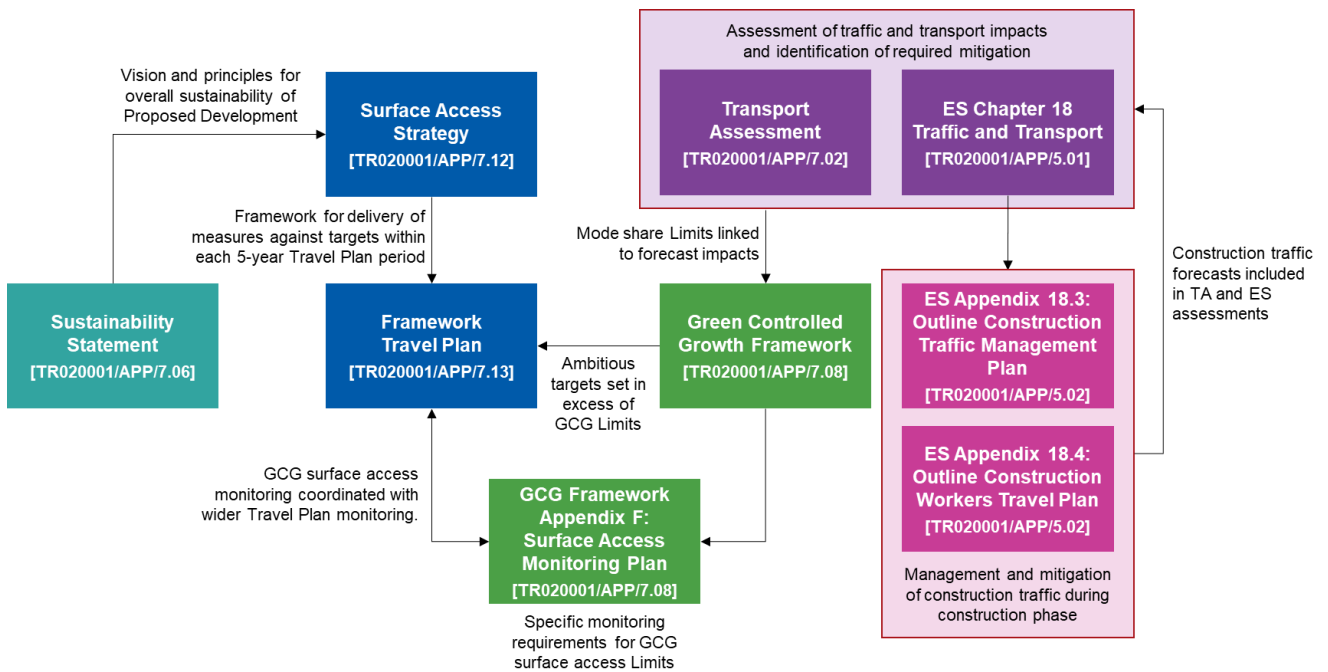 Assessment of traffic and transport impacts
and identification of required mitigation
Vision and principles for
overall sustainability of
Proposed Development
Surface Access
Strategy
[TR020001/APP/7.12]
Transport
Assessment
[TR020001/APP/7.02]
ES Chapter 18
Traffic and Transport
[TR020001/APP/5.01]
Framework for delivery of
measures against targets within
each 5-year Travel Plan period
Mode share Limits linked
to forecast impacts
Construction traffic
forecasts included
in TA and ES
assessments
Sustainability
Statement
[TR020001/APP/7.06]
Framework
Travel Plan
[TR020001/APP/7.13]
Ambitious
targets set in
excess of
GCG Limits
Green Controlled
Growth Framework
[TR020001/APP/7.08]
ES Appendix 18.3:
Outline Construction
Traffic Management
Plan
[TR020001/APP/5.02]
GCG surface access
monitoring coordinated with
wider Travel Plan monitoring.
GCG Framework
Appendix F:
Surface Access
Monitoring Plan
[TR020001/APP/7.08]
Specific monitoring
requirements for GCG
surface access Limits
ES Appendix 18.4:
Outline Construction
Workers Travel Plan
[TR020001/APP/5.02]
Management and mitigation
of construction traffic during
construction phase